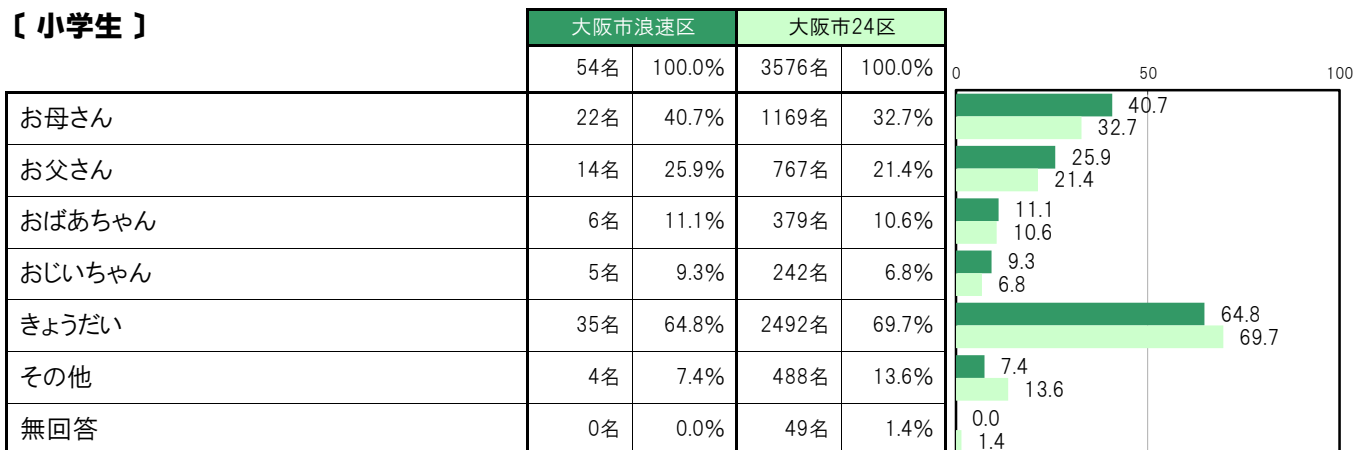 〔 小学生 〕
大阪市浪速区 大阪市24区
54名 100.0% 3576名 100.0%
0 50 100
お母さん 22名 40.7% 1169名 32.7%
40.7
32.7
お父さん 14名 25.9% 767名 21.4%
25.9
21.4
おばあちゃん 6名 11.1% 379名 10.6%
11.1
10.6
おじいちゃん 5名 9.3% 242名 6.8%
9.3
6.8
きょうだい 35名 64.8% 2492名 69.7%
64.8
69.7
その他 4名 7.4% 488名 13.6%
7.4
13.6
無回答 0名 0.0% 49名 1.4%
0.0
1.4